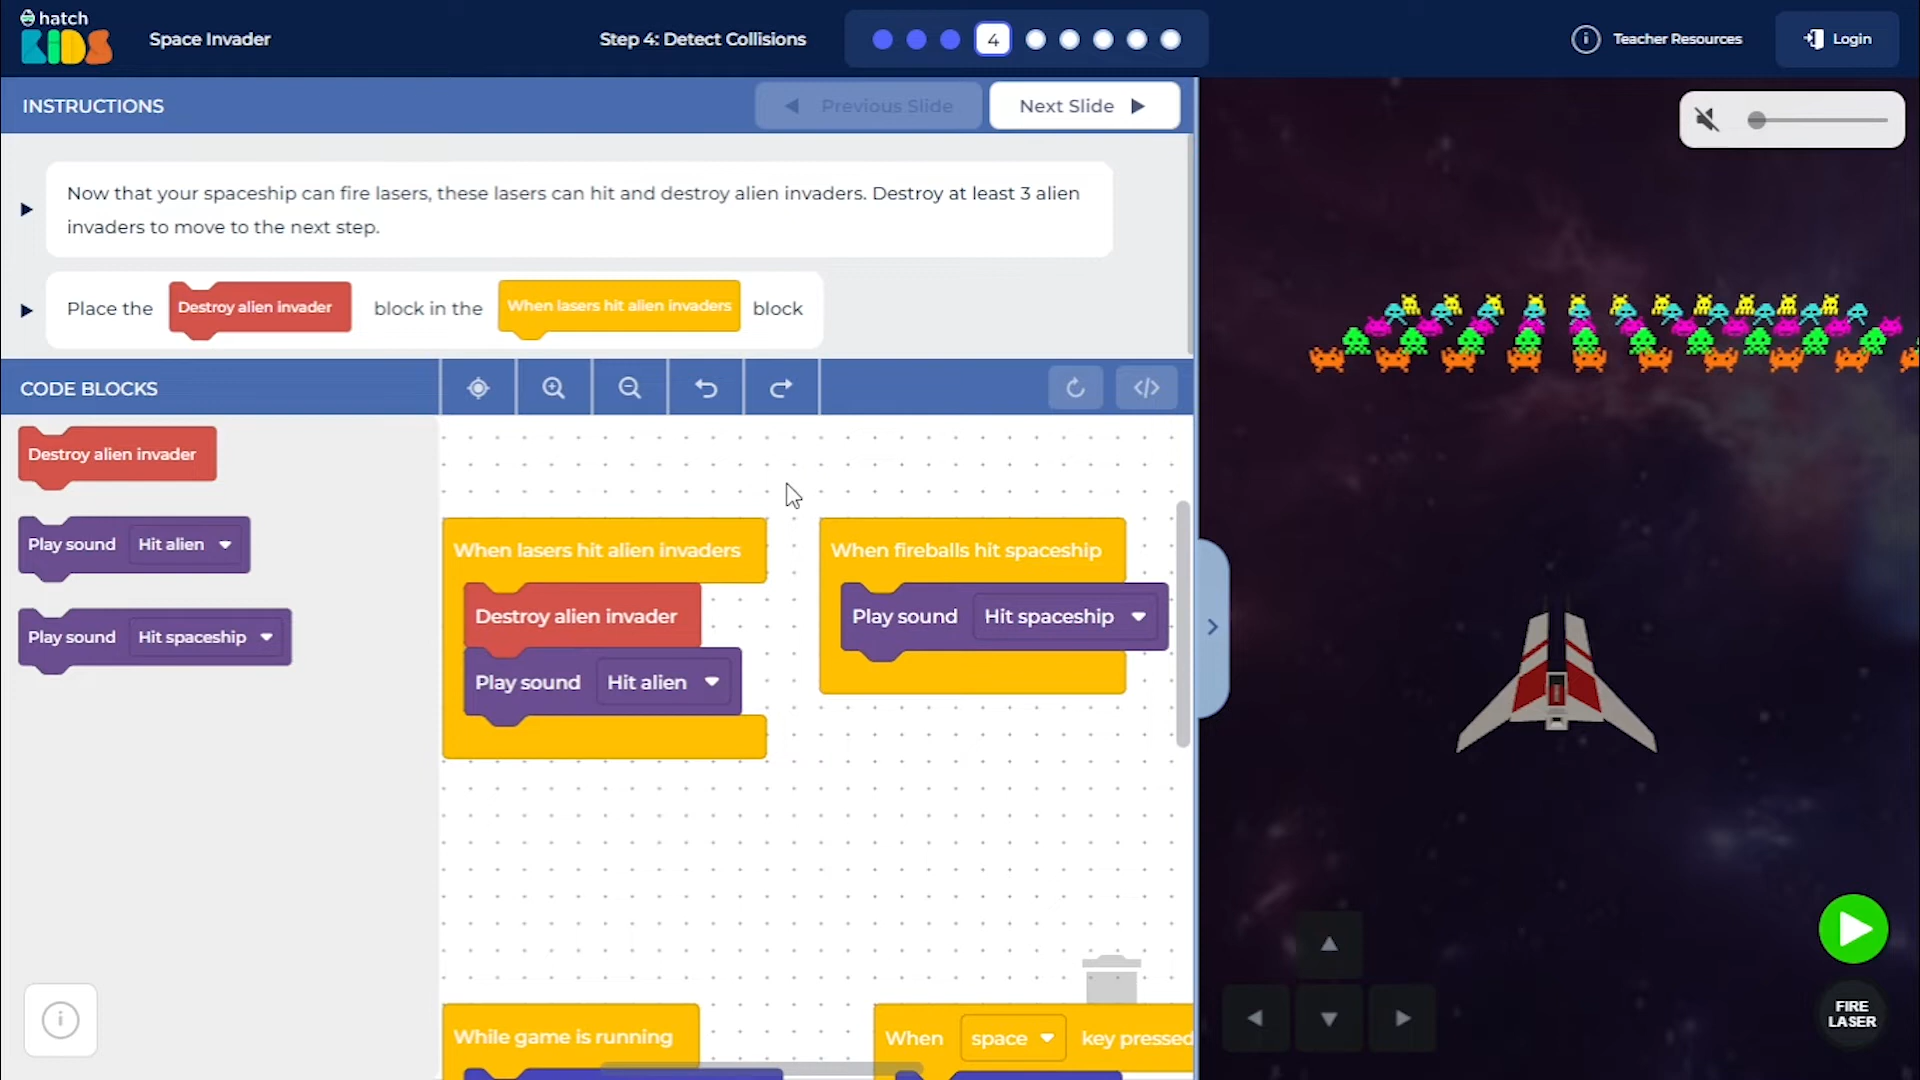 hatch
KIDS
Space Invader
Step 4: Detect Collisions
4
Teacher Resources
Login
INSTRUCTIONS
Previous Slide
Next Slide
Now that your spaceship can fire lasers, these lasers can hit and destroy alien invaders. Destroy at least 3 alien
invaders to move to the next step.
Place the Destroy alien invader block in the When lasers hit alien invaders block
CODE BLOCKS
</>
Destroy alien invader
Play sound Hit alien
Play sound Hit spaceship
When lasers hit alien invaders
Destroy alien invader
Play sound Hit alien
When fireballs hit spaceship
Play sound Hit spaceship
While game is running
When space key pressed
FIRE
LASER